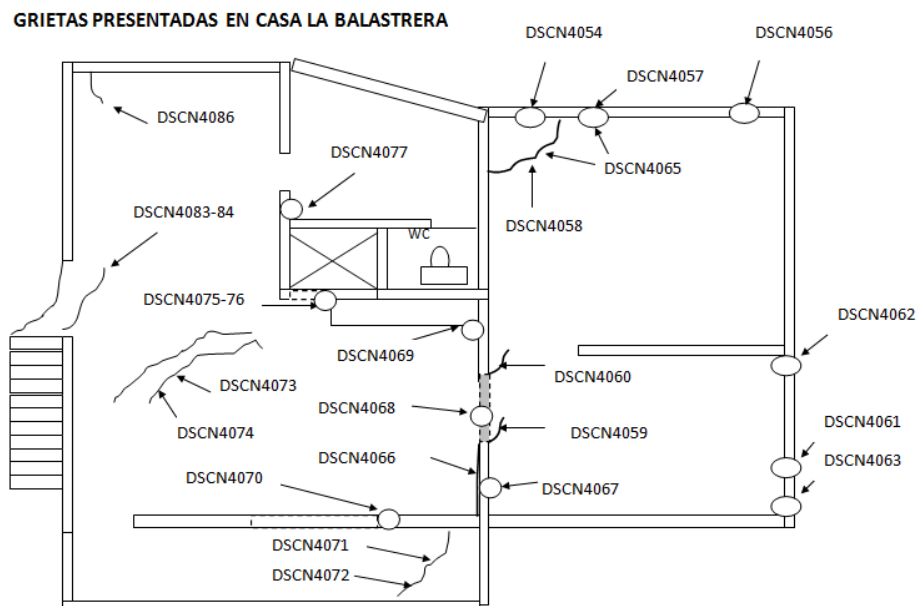 GRIETAS PRESENTADAS EN CASA LA BALASTRERA
DSCN4054
DSCN4056
DSCN4057
DSCN4086
DSCN4077
DSCN4065
DSCN4083-84
DSCN4058
WC
DSCN4075-76
DSCN4062
DSCN4069
DSCN4073
DSCN4060
DSCN4068
DSCN4074
DSCN4059
DSCN4061
DSCN4066
DSCN4063
DSCN4070
DSCN4067
DSCN4071
DSCN4072